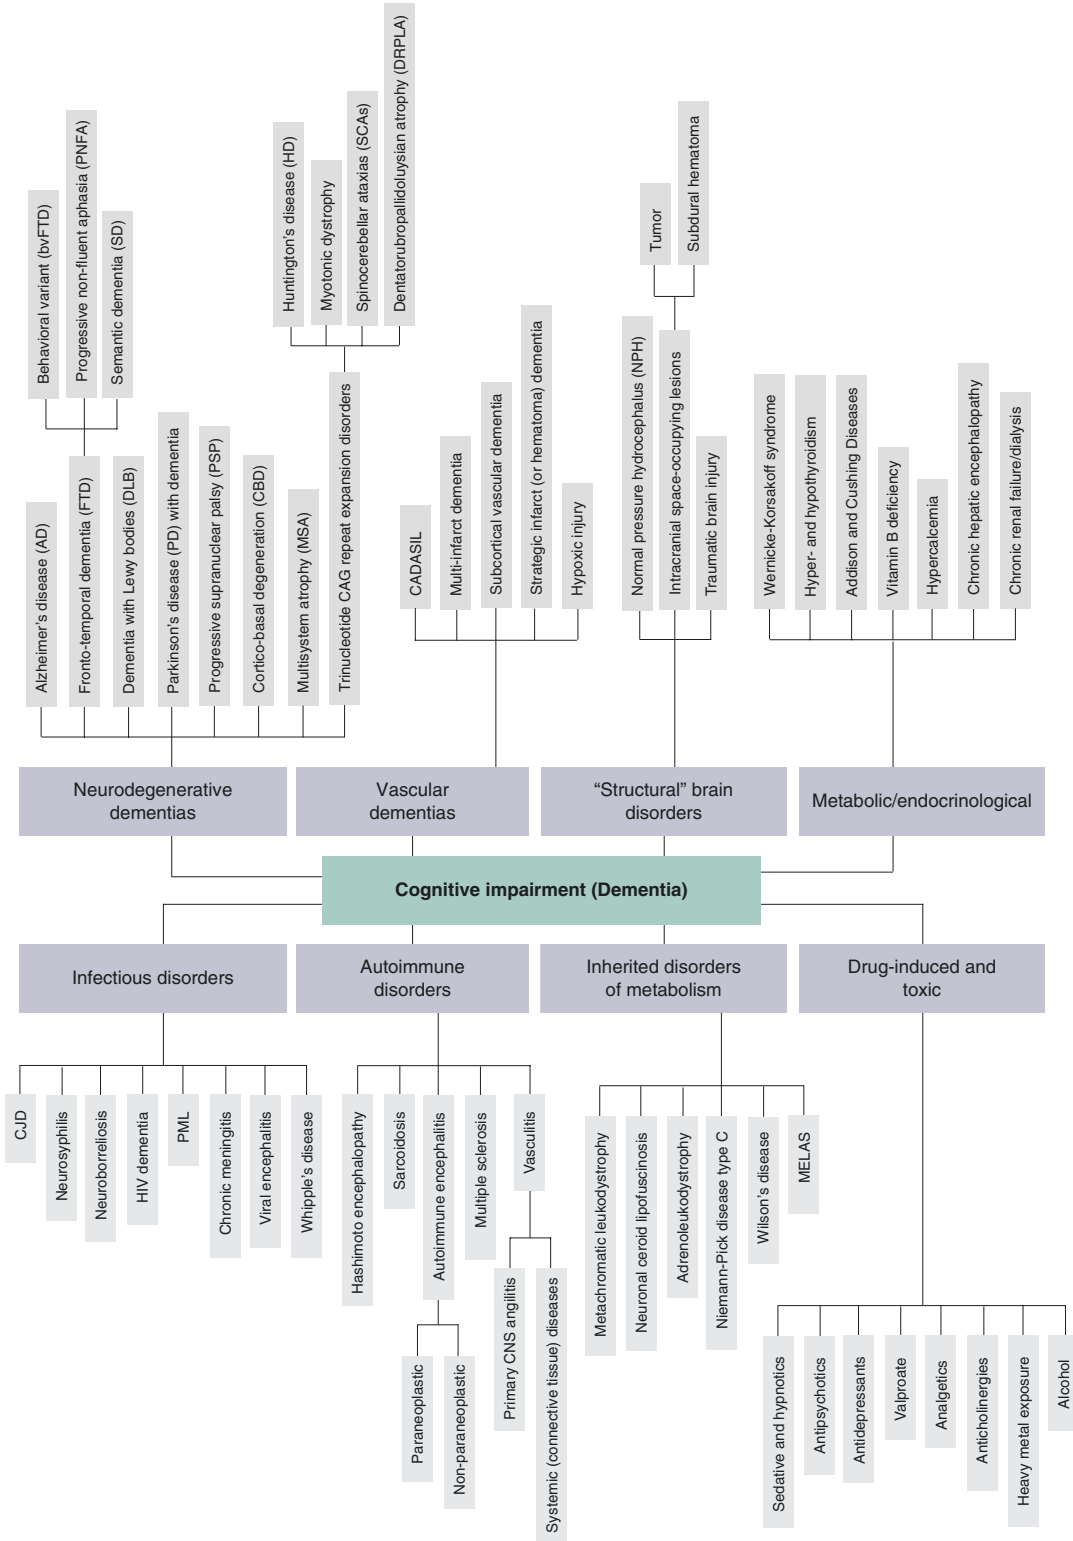 Behavioral variant (bvFTD)
Progressive non-fluent aphasia (PNFA)
Semantic dementia (SD)
Huntington's disease (HD)
Myotonic dystrophy
Spinocerebellar ataxias (SCAs)
Dentatorubropallidoluysian atrophy (DRPLA)
Tumor
Subdural hematoma
Alzheimer's disease (AD)
Fronto-temporal dementia (FTD)
Dementia with Lewy bodies (DLB)
Parkinson's disease (PD) with dementia
Progressive supranuclear palsy (PSP)
Cortico-basal degeneration (CBD)
Multisystem atrophy (MSA)
Trinucleotide CAG repeat expansion disorders
CADASIL
Multi-infarct dementia
Subcortical vascular dementia
Strategic infarct (or hematoma) dementia
Hypoxic injury
Normal pressure hydrocephalus (NPH)
Intracranial space-occupying lesions
Traumatic brain injury
Wernicke-Korsakoff syndrome
Hyper- and hypothyroidism
Addison and Cushing Diseases
Vitamin B deficiency
Hypercalcemia
Chronic hepatic encephalopathy
Chronic renal failure/dialysis
Neurodegenerative
dementias
Vascular
dementias
“Structural” brain
disorders
Metabolic/endocrinological
Cognitive impairment (Dementia)
Infectious disorders
Autoimmune
disorders
Inherited disorders
of metabolism
Drug-induced and
toxic
CJD
Neurosyphilis
Neuroborreliosis
HIV dementia
PML
Chronic meningitis
Viral encephalitis
Whipple's disease
Hashimoto encephalopathy
Sarcoidosis
Autoimmune encephalitis
Multiple sclerosis
Vasculitis
Paraneoplastic
Non-paraneoplastic
Primary CNS angilitis
Systemic (connective tissue) diseases
Metachromatic leukodystrophy
Neuronal ceroid lipofuscinosis
Adrenoleukodystrophy
Niemann-Pick disease type C
Wilson's disease
MELAS
Sedative and hypnotics
Antipsychotics
Antidepressants
Valproate
Analgetics
Anticholinergies
Heavy metal exposure
Alcohol